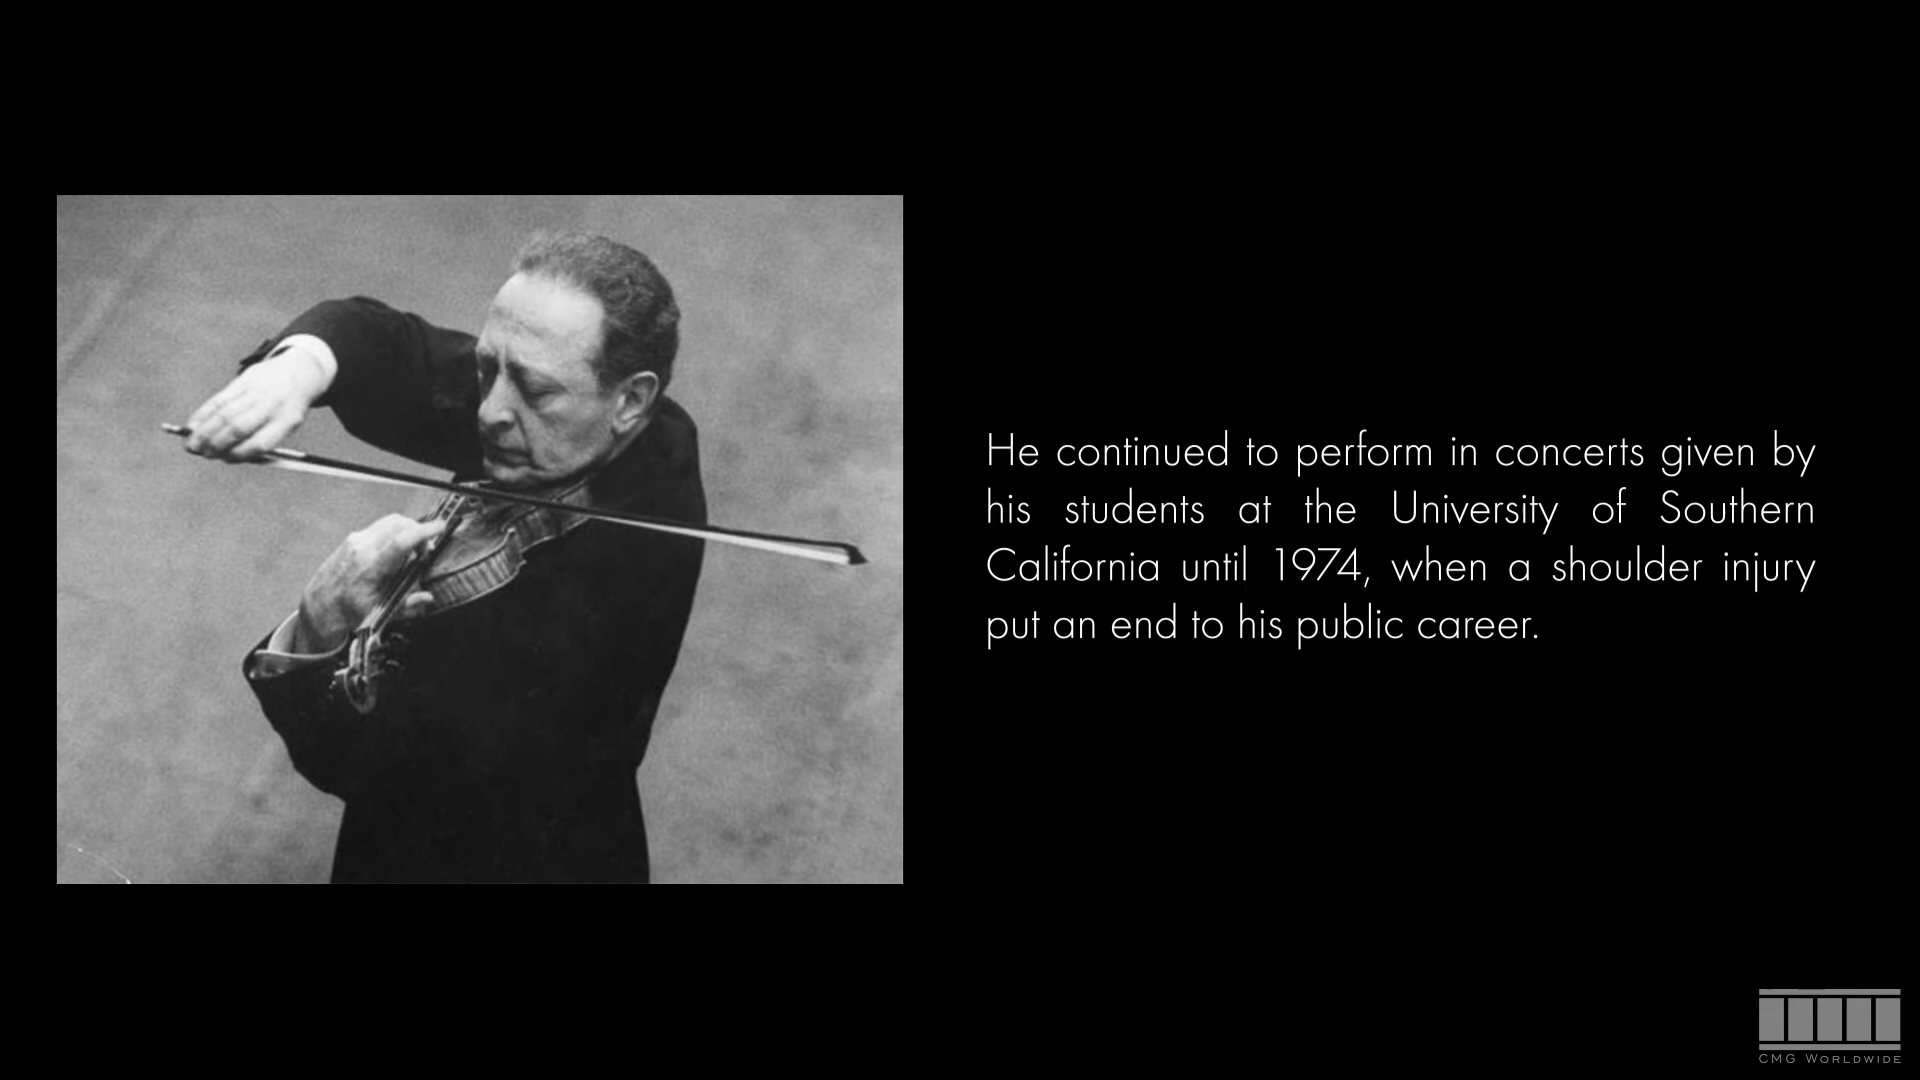 He continued to perform in concerts given by
his students at the University of Southern
California until 1974, when a shoulder injury
put an end to his public career.
CMG WORLDWIDE